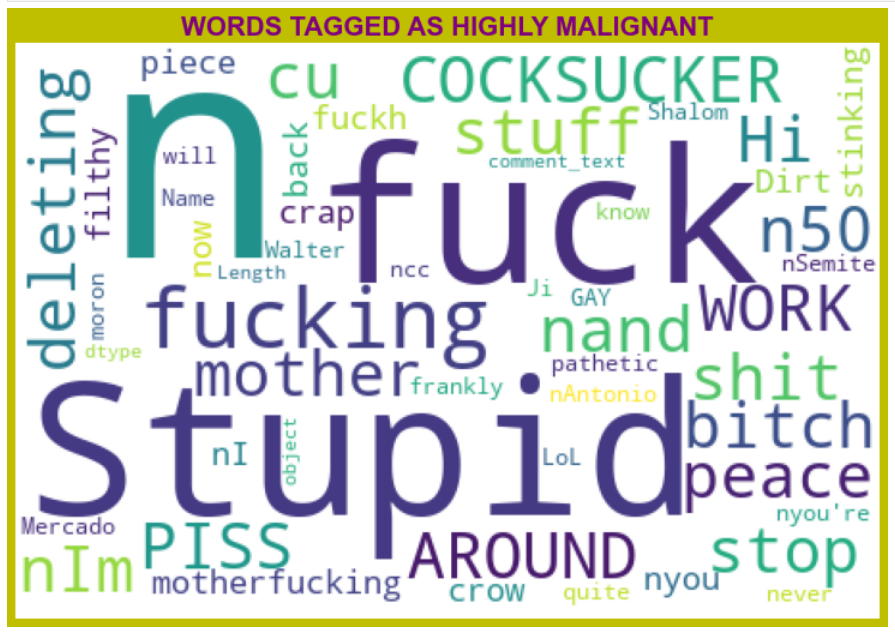 WORDS TAGGED AS HIGHLY MALIGNANT
piece
cu
COCKSUCKER
stinking
deleting
n
fuckh
stuff
Shalom
Hi
filthy
will
back
comment_text
Dirt
Name
crap
fuck
know
n50
now
Walter
Length
ncc
nSemite
moron
fucking
Ji
GAY
WORK
dtype
nand
mother
pathetic
shit
frankly
nAntonio
Stupid
bitch
nI
object
LoL
peace
Mercado
PISS
AROUND
stop
nyou're
nIm
motherfucking
crow
quite
nyou
never